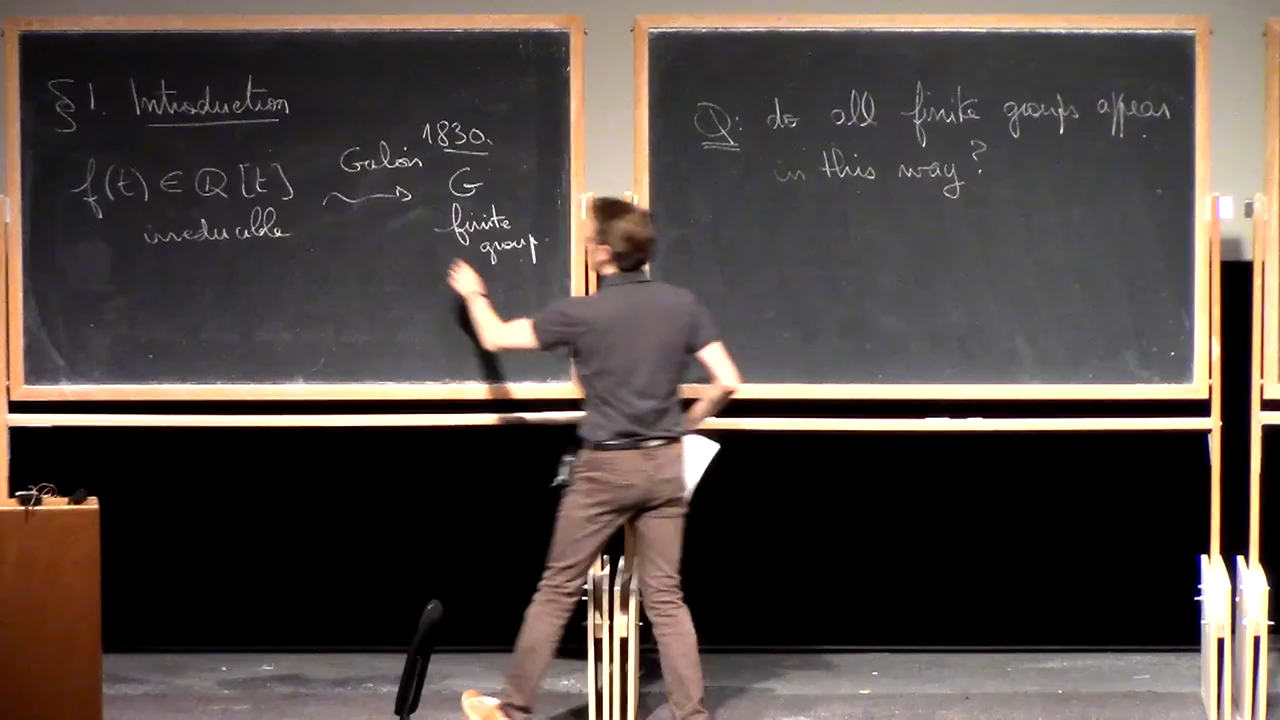 §1. Introduction
f(t) ∈ Q[t]
irreducible
Galois 1830.
G
finite
group.
Q: do all finite groups appear
in this way?